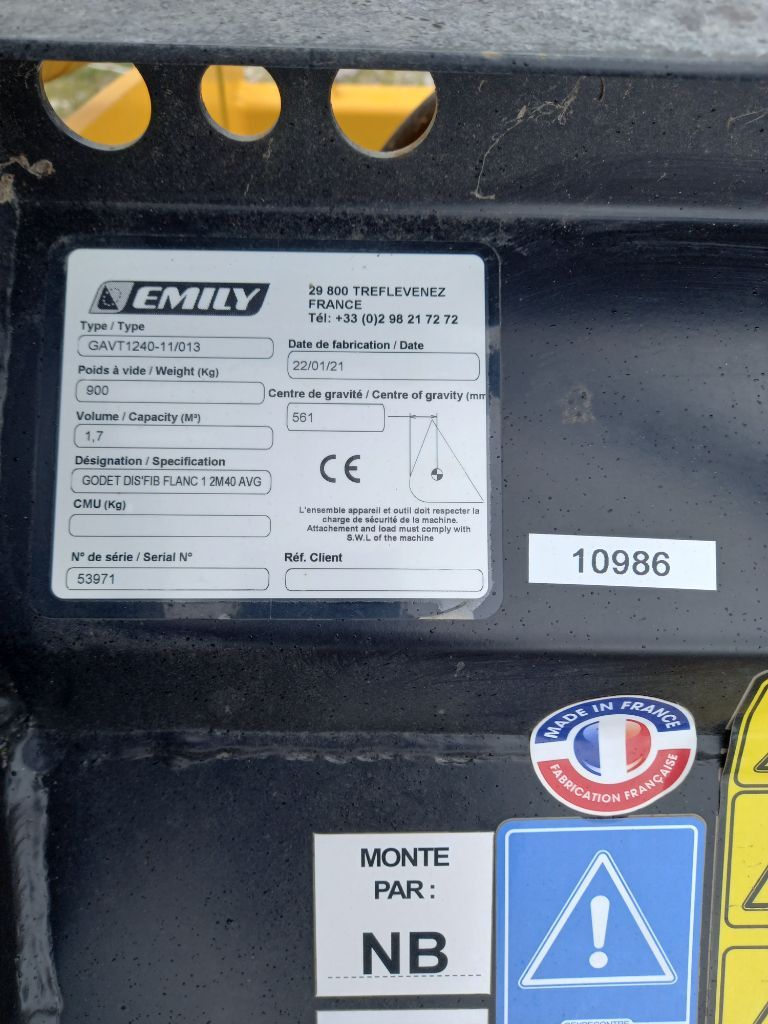 EMILY
29 800 TREFLEVENEZ
FRANCE
Tél: +33 (0)2 98 21 72 72
Type / Type
GAVT1240-11/013
Date de fabrication / Date
22/01/21
Poids à vide / Weight (Kg)
900
Centre de gravité / Centre of gravity (mm
561
Volume / Capacity (M³)
1,7
Désignation / Specification
GODET DIS'FIB FLANC 1 2M40 AVG
CE
CMU (Kg)
L'ensemble appareil et outil doit respecter la
charge de sécurité de la machine.
Attachement and load must comply with
S.W.L of the machine
N° de série / Serial N°
53971
Réf. Client
10986
MADE IN FRANCE
FABRICATION FRANÇAISE
MONTE
PAR :
NB